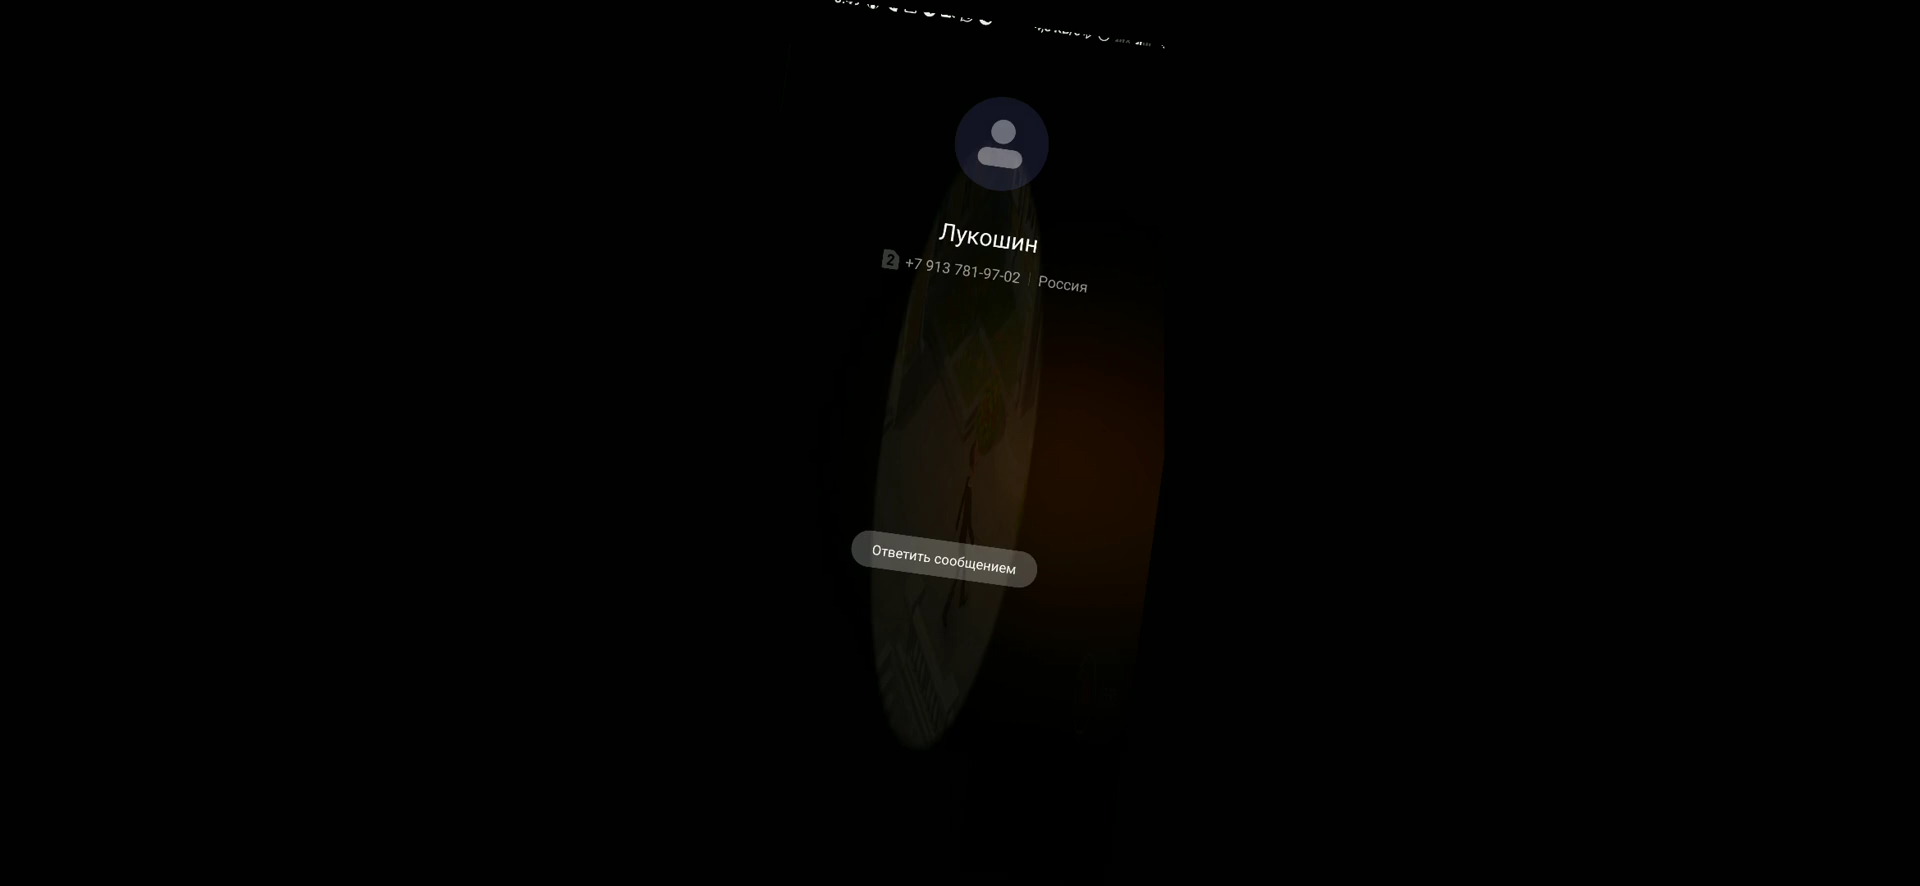 Лукошин
2 +7 913 781-97-02 | Россия
Ответить сообщением